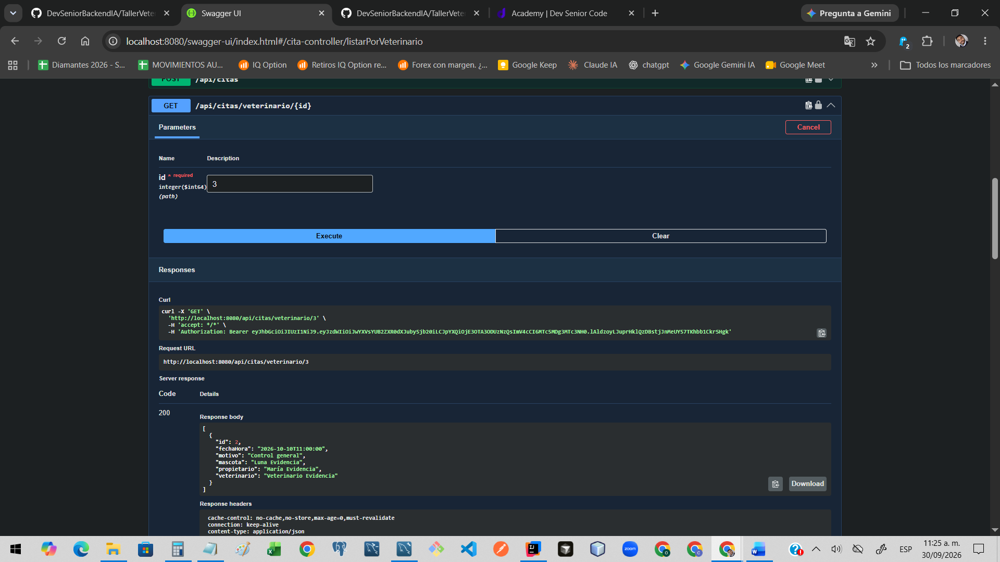 DevSeniorBackendIA/TallerVeter
Swagger UI
DevSeniorBackendIA/TallerVete
Academy | Dev Senior Code
Pregunta a Gemini
localhost:8080/swagger-ui/index.html#/cita-controller/listarPorVeterinario
2
Diamantes 2026 - S...
MOVIMIENTOS AU...
IQ Option
Retiros IQ Option re...
Forex con margen. ¿...
Google Keep
Claude IA
chatgpt
Google Gemini IA
Google Meet
Todos los marcadores
POST /api/citas
GET /api/citas/veterinario/{id}
Parameters
Cancel
Name Description
id * required
integer($int64)
(path)
3
Execute
Clear
Responses
Curl
curl -X 'GET' \
'http://localhost:8080/api/citas/veterinario/3' \
-H 'accept: */*' \
-H 'Authorization: Bearer
Request URL
http://localhost:8080/api/citas/veterinario/3
Server response
Code Details
200
Response body
[
{
"id": 2,
"fechaHora": "2026-10-10T11:00:00",
"motivo": "Control general",
"mascota": "Luna Evidencia",
"propietario": "María Evidencia",
"veterinario": "Veterinario Evidencia"
}
]
Download
Response headers
cache-control: no-cache,no-store,max-age=0,must-revalidate
connection: keep-alive
content-type: application/json
zoom
ESP
11:25 a. m.
30/09/2026